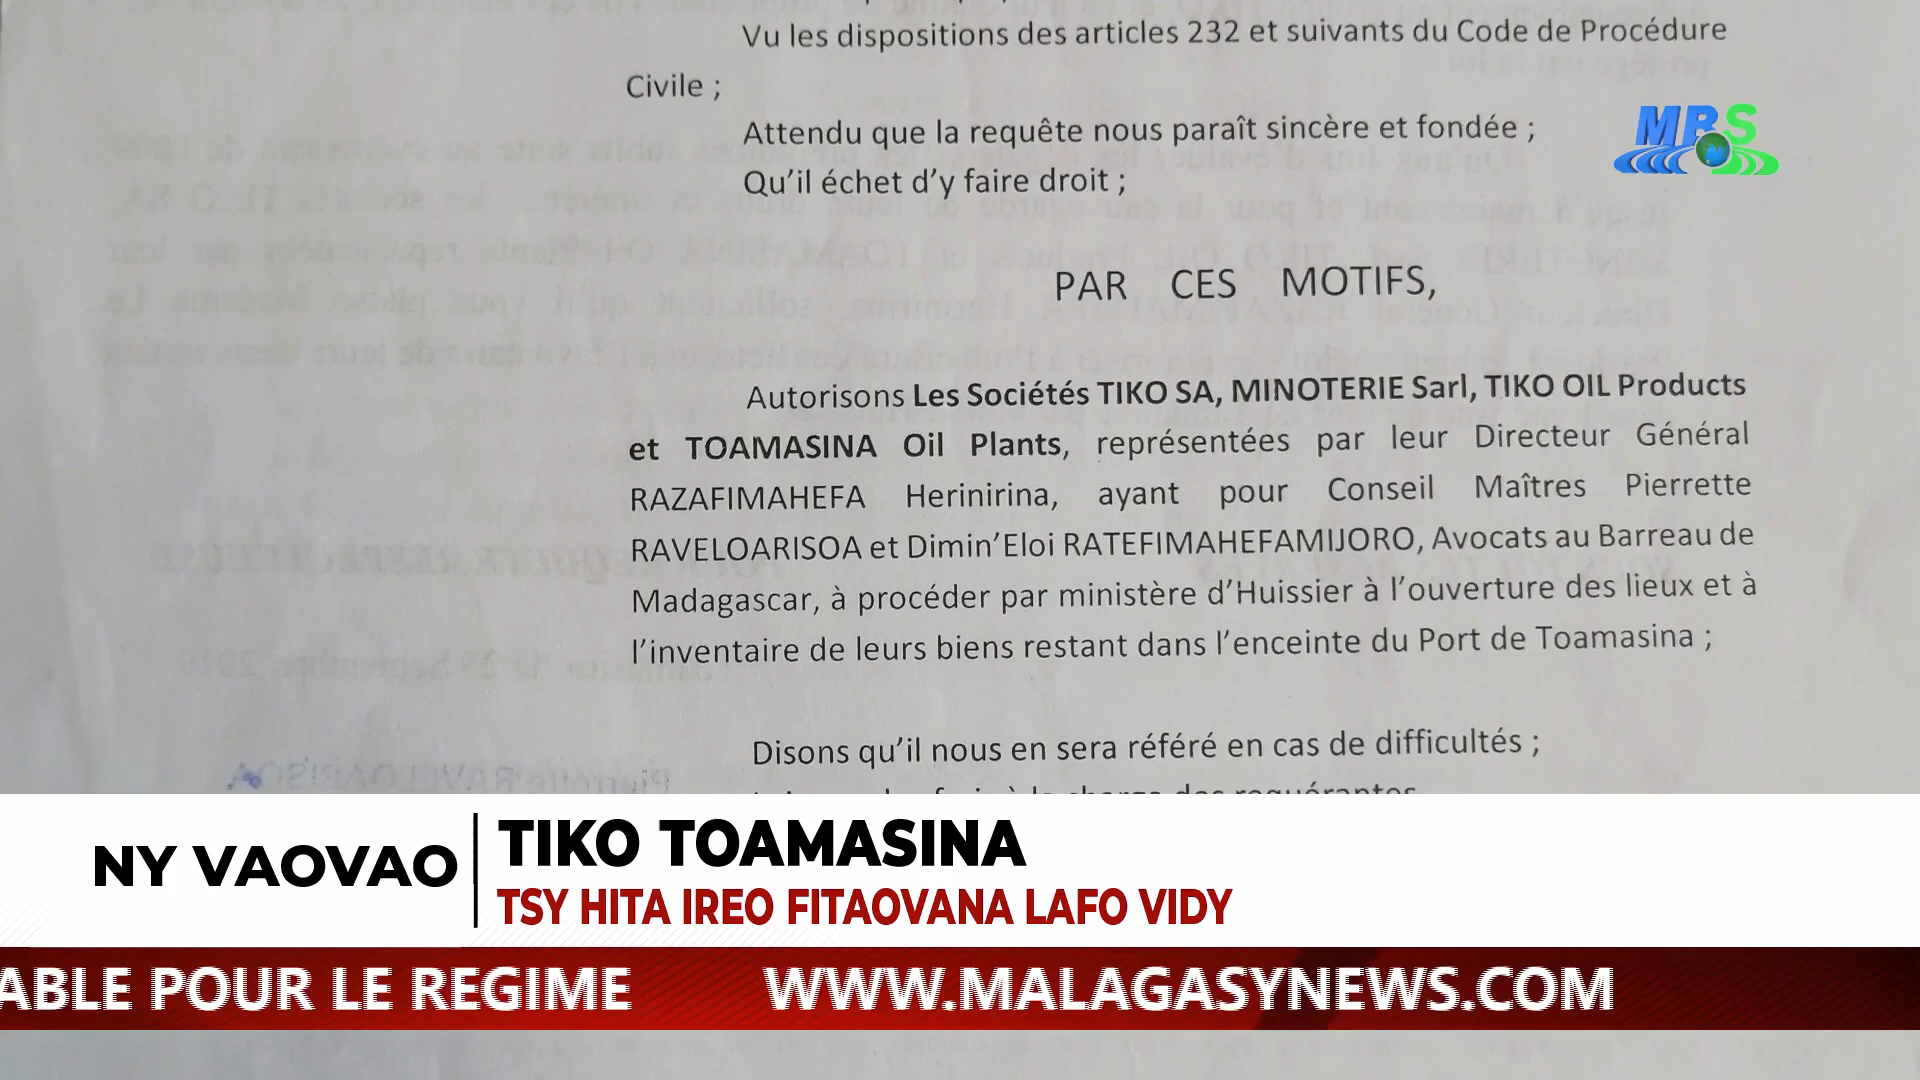 Vu les dispositions des articles 232 et suivants du Code de Procédure
Civile ;
Attendu que la requête nous paraît sincère et fondée ;
Qu'il échet d'y faire droit ;
MBS
PAR CES MOTIFS,
Autorisons Les Sociétés TIKO SA, MINOTERIE Sarl, TIKO OIL Products
et TOAMASINA Oil Plants, représentées par leur Directeur Général
RAZAFIMAHEFA Herinirina, ayant pour Conseil Maîtres Pierrette
RAVELOARISOA et Dimin'Eloi RATEFIMAHEFAMIJORO, Avocats au Barreau de
Madagascar, à procéder par ministère d'Huissier à l'ouverture des lieux et à
l'inventaire de leurs biens restant dans l'enceinte du Port de Toamasina ;
Disons qu'il nous en sera référé en cas de difficultés ;
à la charge des requérantes
NY VAOVAO
TIKO TOAMASINA
TSY HITA IREO FITAOVANA LAFO VIDY
ABLE POUR LE REGIME WWW.MALAGASYNEWS.COM